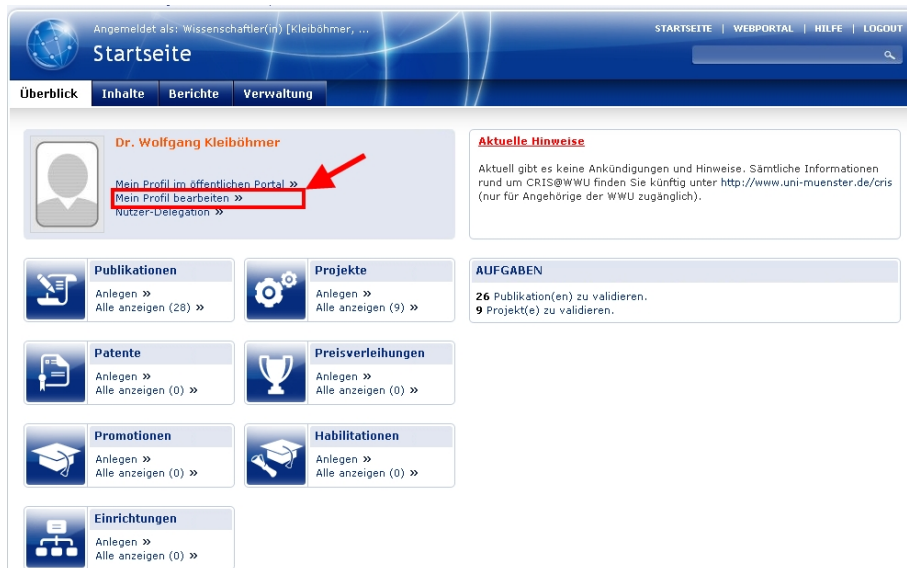 Angemeldet als: Wissenschaftler(in) [Kleiböhmer, ...
STARTSEITE | WEBPORTAL | HILFE | LOGOUT
Startseite
Überblick Inhalte Berichte Verwaltung
Dr. Wolfgang Kleiböhmer
Mein Profil im öffentlichen Portal »
Mein Profil bearbeiten »
Nutzer-Delegation »
Aktuelle Hinweise
Aktuell gibt es keine Ankündigungen und Hinweise. Sämtliche Informationen
rund um CRIS@WWU finden Sie künftig unter http://www.uni-muenster.de/cris
(nur für Angehörige der WWU zugänglich).
Publikationen
Anlegen »
Alle anzeigen (28) »
Projekte
Anlegen »
Alle anzeigen (9) »
AUFGABEN
26 Publikation(en) zu validieren.
9 Projekt(e) zu validieren.
Patente
Anlegen »
Alle anzeigen (0) »
Preisverleihungen
Anlegen »
Alle anzeigen (0) »
Promotionen
Anlegen »
Alle anzeigen (0) »
Habilitationen
Anlegen »
Alle anzeigen (0) »
Einrichtungen
Anlegen »
Alle anzeigen (0) »